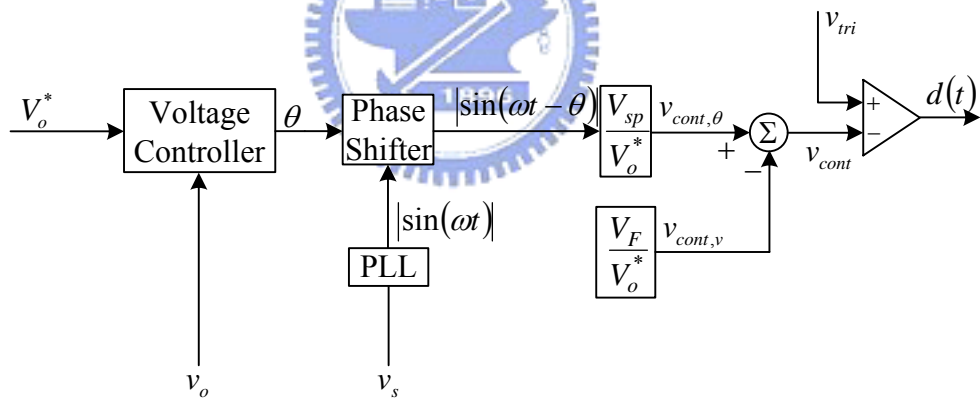 v_tri
V_o^*
Voltage
Controller
θ
Phase
Shifter
|sin(ωt − θ)|
V_sp
V_o^*
v_cont,θ
+
−
Σ
v_cont
+
−
d(t)
1896
|sin(ωt)|
PLL
V_F
V_o^*
v_cont,v
v_o
v_s